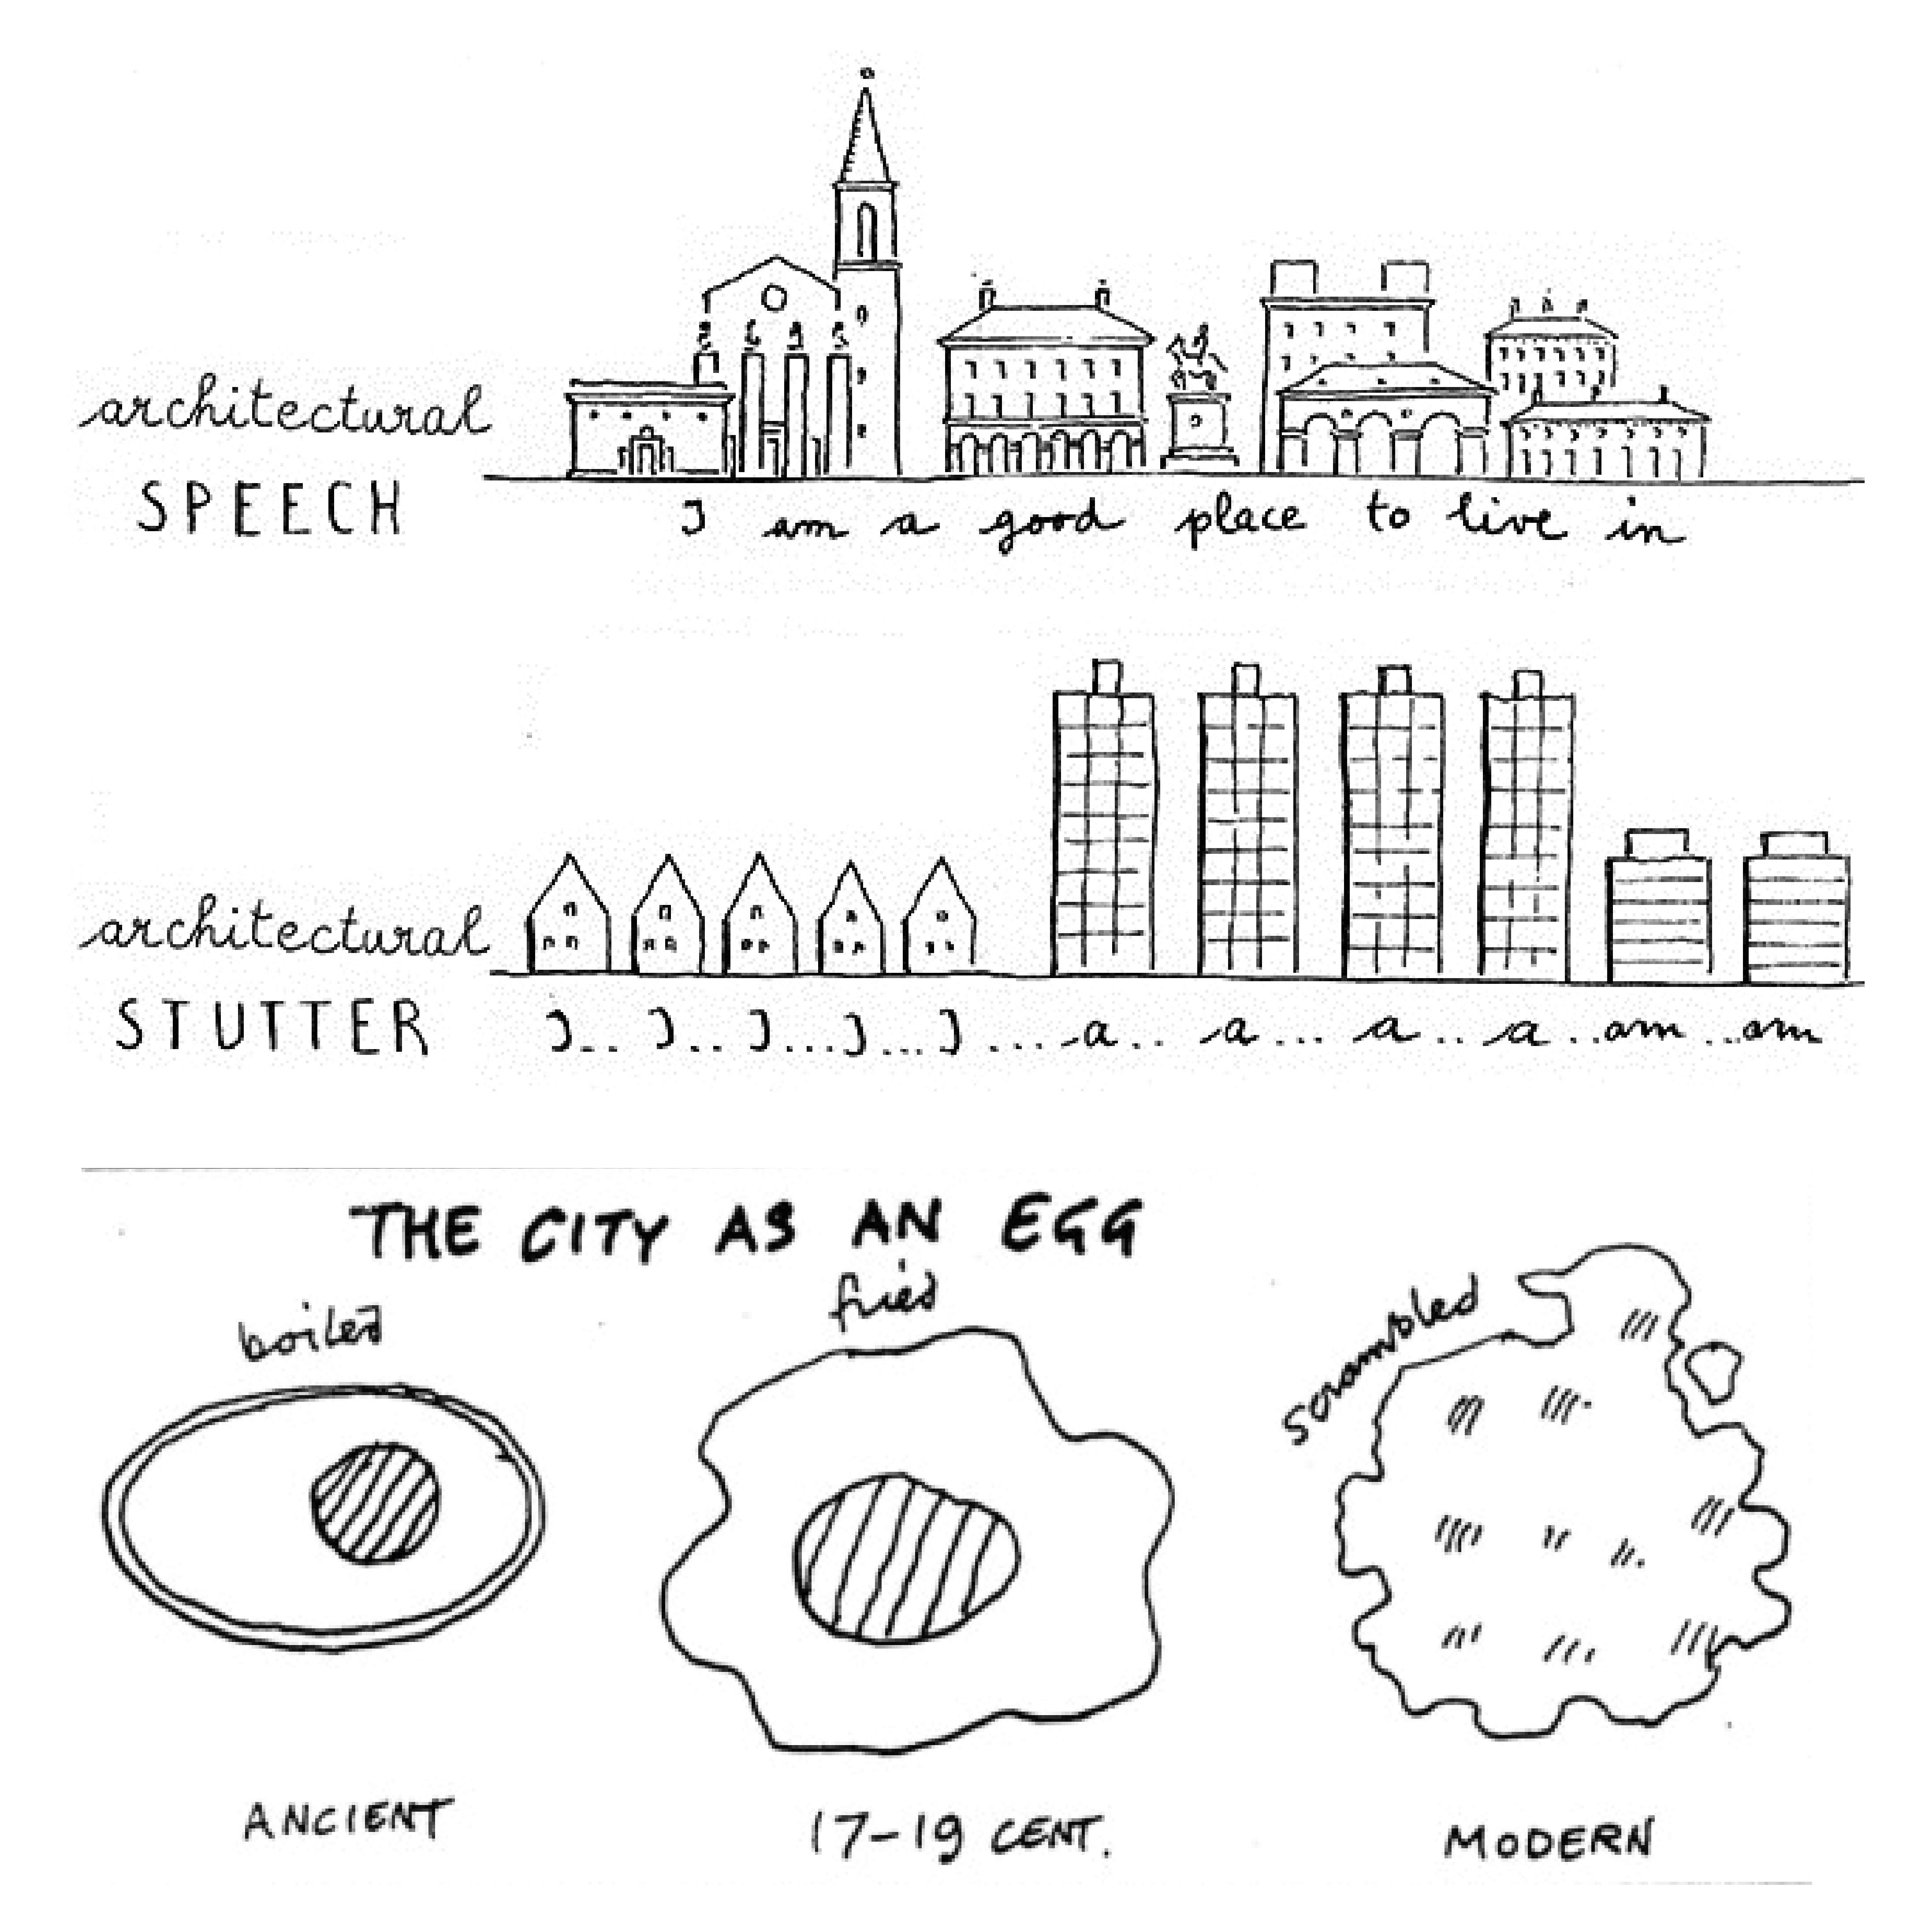 architectural
SPEECH
I am a good place to live in
architectural
STUTTER
I... I... I...I...I....a.. a... a..a..am...am
THE CITY AS AN EGG
boiled
fried
scrambled
ANCIENT
17-19 CENT.
MODERN